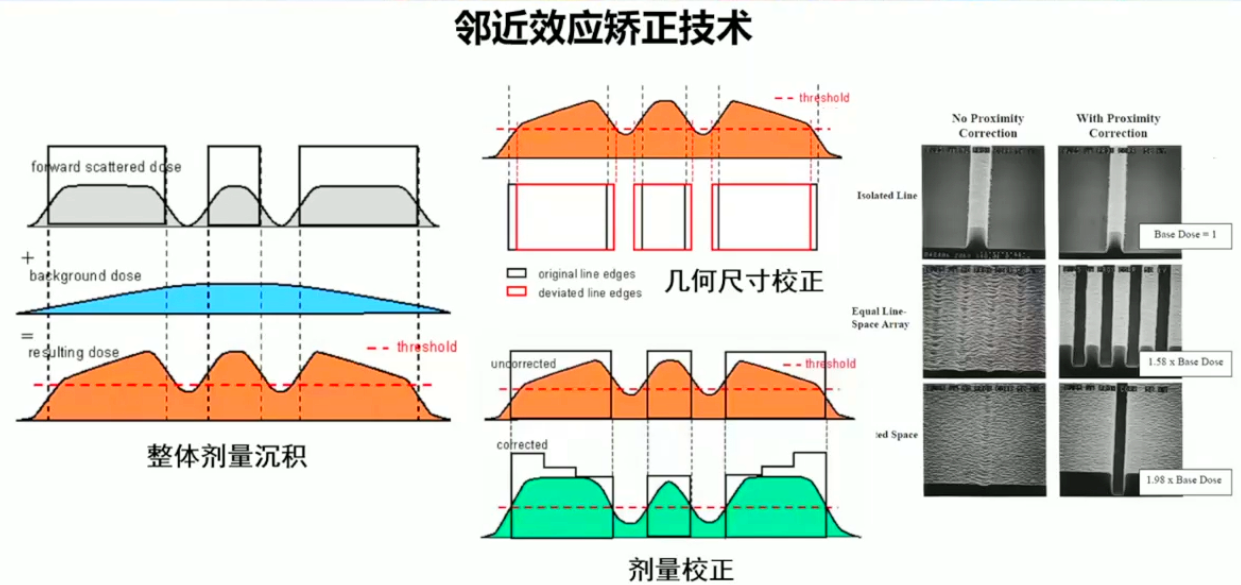 邻近效应矫正技术
forward scattered dose
+
background dose
=
resulting dose
threshold
整体剂量沉积
threshold
original line edges
deviated line edges
几何尺寸校正
uncorrected
threshold
corrected
剂量校正
No Proximity
Correction
With Proximity
Correction
Isolated Line
Base Dose = 1
Equal Line-
Space Array
1.58 x Base Dose
Space
1.98 x Base Dose